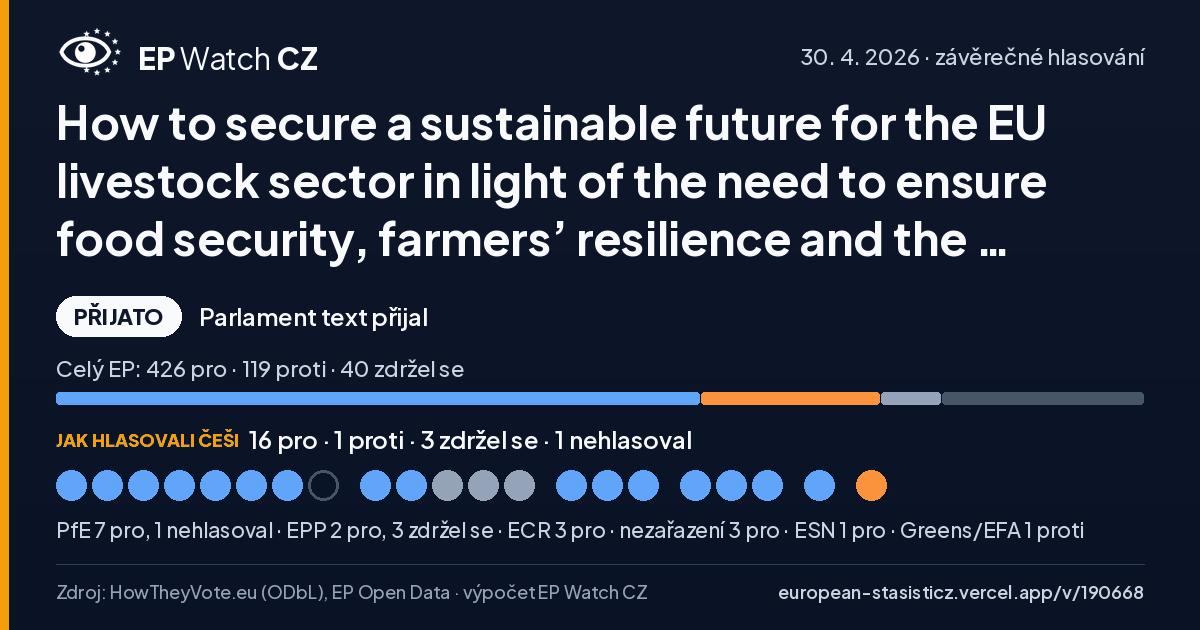 EP Watch CZ
30. 4. 2026 · závěrečné hlasování
How to secure a sustainable future for the EU
livestock sector in light of the need to ensure
food security, farmers’ resilience and the …
PŘIJATO Parlament text přijal
Celý EP: 426 pro · 119 proti · 40 zdržel se
JAK HLASOVALI ČEŠI 16 pro · 1 proti · 3 zdržel se · 1 nehlasoval
PfE 7 pro, 1 nehlasoval · EPP 2 pro, 3 zdržel se · ECR 3 pro · nezařazení 3 pro · ESN 1 pro · Greens/EFA 1 proti
Zdroj: HowTheyVote.eu (ODbL), EP Open Data · výpočet EP Watch CZ
european-stasisticz.vercel.app/v/190668